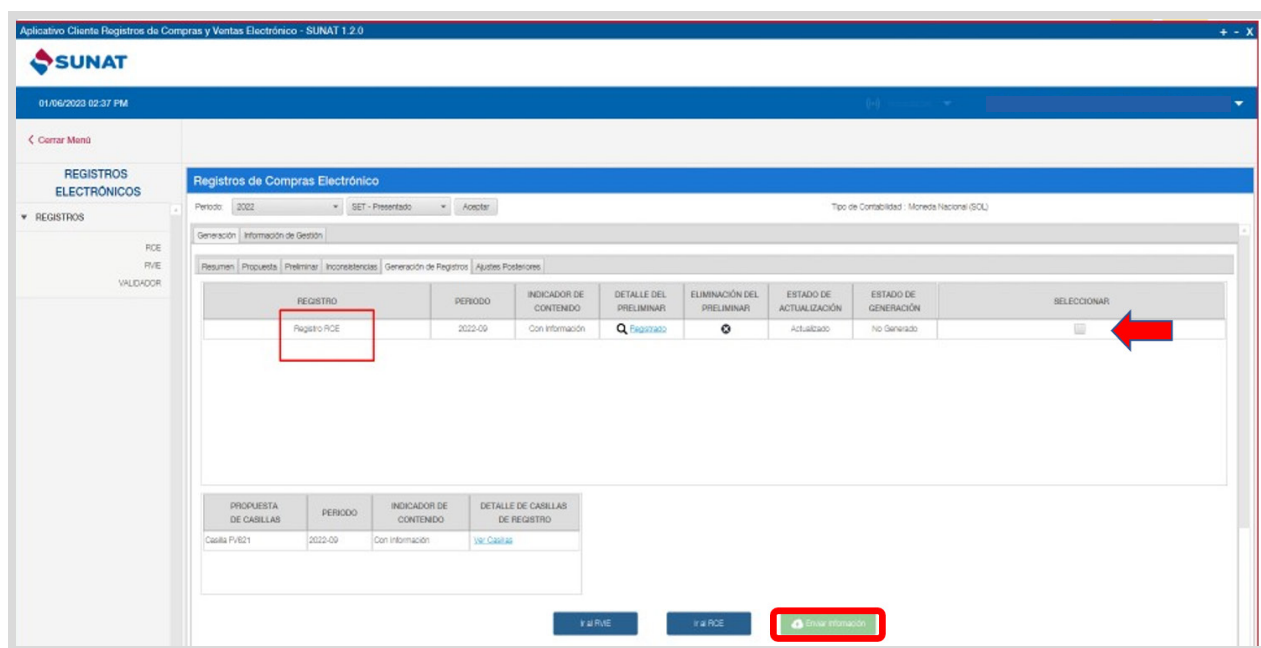 Aplicativo Cliente Registros de Compras y Ventas Electrónico - SUNAT 1.2.0
+ - X
SUNAT
01/06/2023 02:37 PM
Cerrar Menú
REGISTROS
ELECTRÓNICOS
REGISTROS
RCE
RVIE
VALIDADOR
Registros de Compras Electrónico
Periodo: 2022 SET - Presentado Aceptar Tipo de Contabilidad : Moneda Nacional (SOL)
Generación Información de Gestión
Resumen Propuesta Preliminar Inconsistencias Generación de Registros Ajustes Posteriores
REGISTRO PERIODO INDICADOR DE CONTENIDO DETALLE DEL PRELIMINAR ELIMINACIÓN DEL PRELIMINAR ESTADO DE ACTUALIZACIÓN ESTADO DE GENERACIÓN SELECCIONAR
Registro RCE 2022-09 Con Información Registrado Actualizado No Generado
PROPUESTA DE CASILLAS PERIODO INDICADOR DE CONTENIDO DETALLE DE CASILLAS DE REGISTRO
Casilla FV621 2022-09 Con Información Ver Casillas
Ir al RVIE Ir al RCE Enviar Información